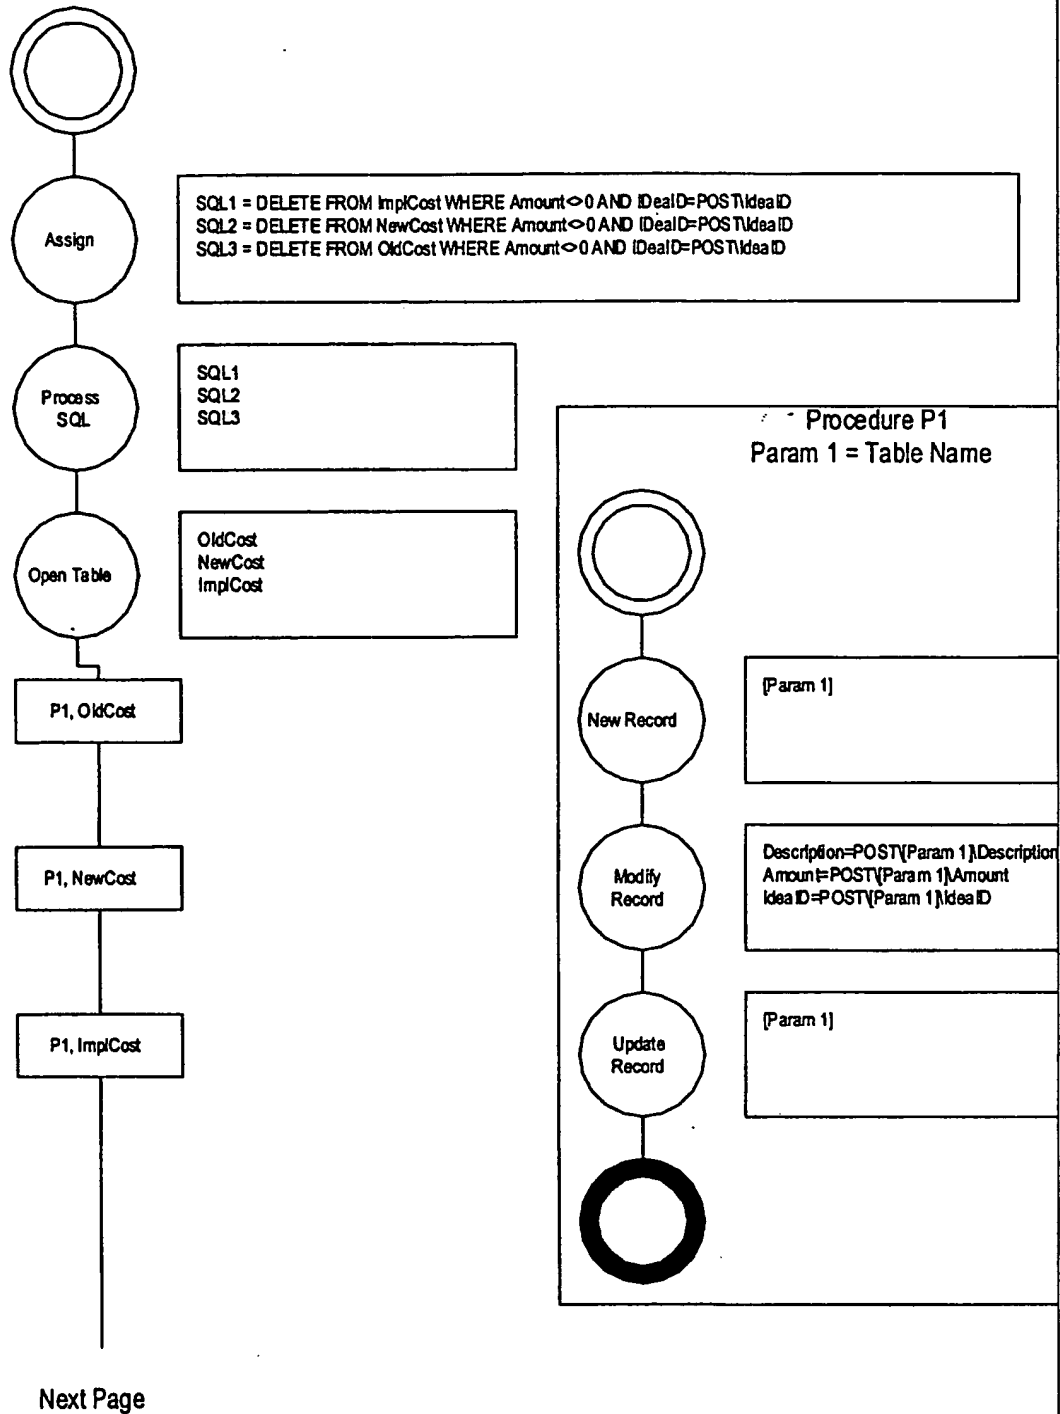 Assign
SQL1 = DELETE FROM ImplCost WHERE Amount<>0 AND IDeaID=POST\IdeaID
SQL2 = DELETE FROM NewCost WHERE Amount<>0 AND IDeaID=POST\IdeaID
SQL3 = DELETE FROM OldCost WHERE Amount<>0 AND IDeaID=POST\IdeaID
Process
SQL
SQL1
SQL2
SQL3
Open Table
OldCost
NewCost
ImplCost
P1, OldCost
P1, NewCost
P1, ImplCost
Next Page
Procedure P1
Param 1 = Table Name
New Record
[Param 1]
Modify
Record
Description=POST\[Param 1]\Description
Amount=POST\[Param 1]\Amount
IdeaID=POST\[Param 1]\IdeaID
Update
Record
[Param 1]